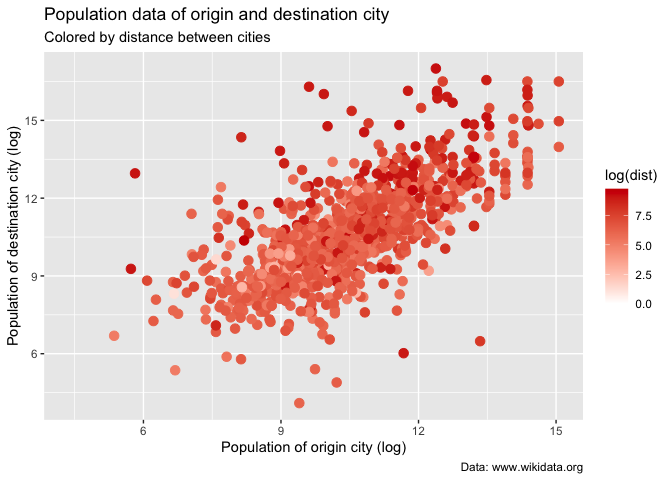 Population data of origin and destination city
Colored by distance between cities
Population of destination city (log)
15
12
9
6
6
9
12
15
Population of origin city (log)
log(dist)
7.5
5.0
2.5
0.0
Data: www.wikidata.org